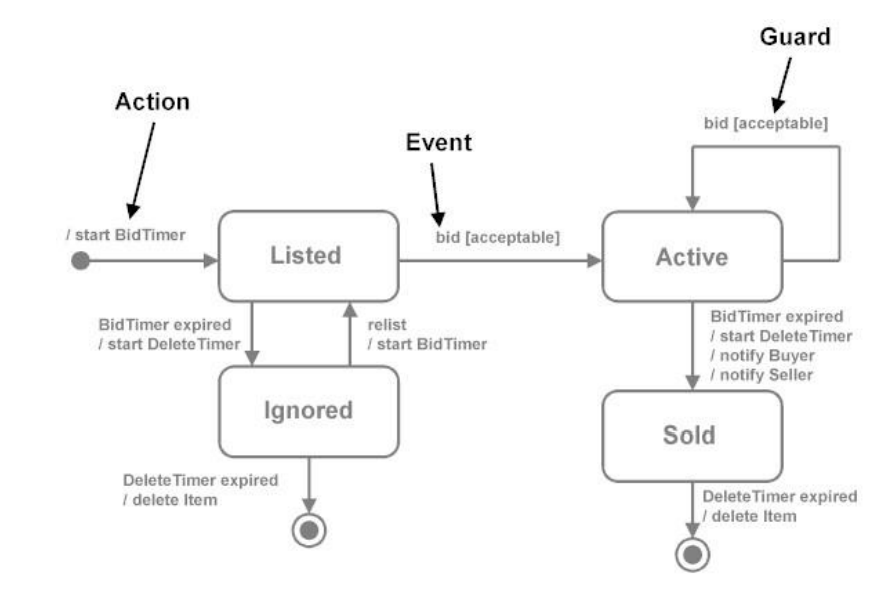 Guard
Action
bid [acceptable]
Event
/ start BidTimer
bid [acceptable]
Listed
Active
BidTimer expired
/ start DeleteTimer
relist
/ start BidTimer
BidTimer expired
/ start DeleteTimer
/ notify Buyer
/ notify Seller
Ignored
Sold
DeleteTimer expired
/ delete Item
DeleteTimer expired
/ delete Item